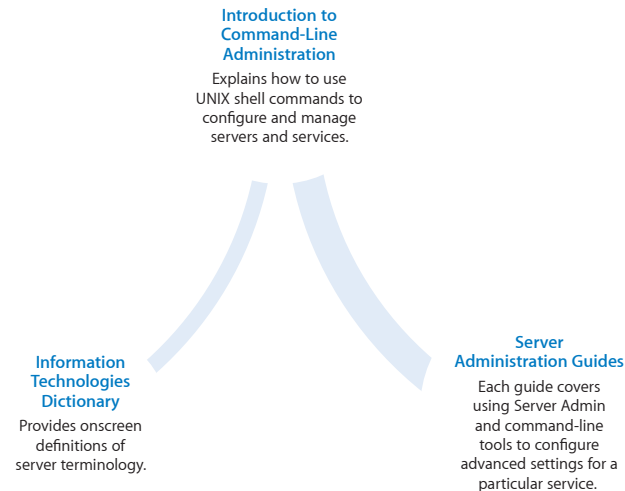 Introduction to
Command-Line
Administration
Explains how to use
UNIX shell commands to
configure and manage
servers and services.
Information
Technologies
Dictionary
Provides onscreen
definitions of
server terminology.
Server
Administration Guides
Each guide covers
using Server Admin
and command-line
tools to configure
advanced settings for a
particular service.